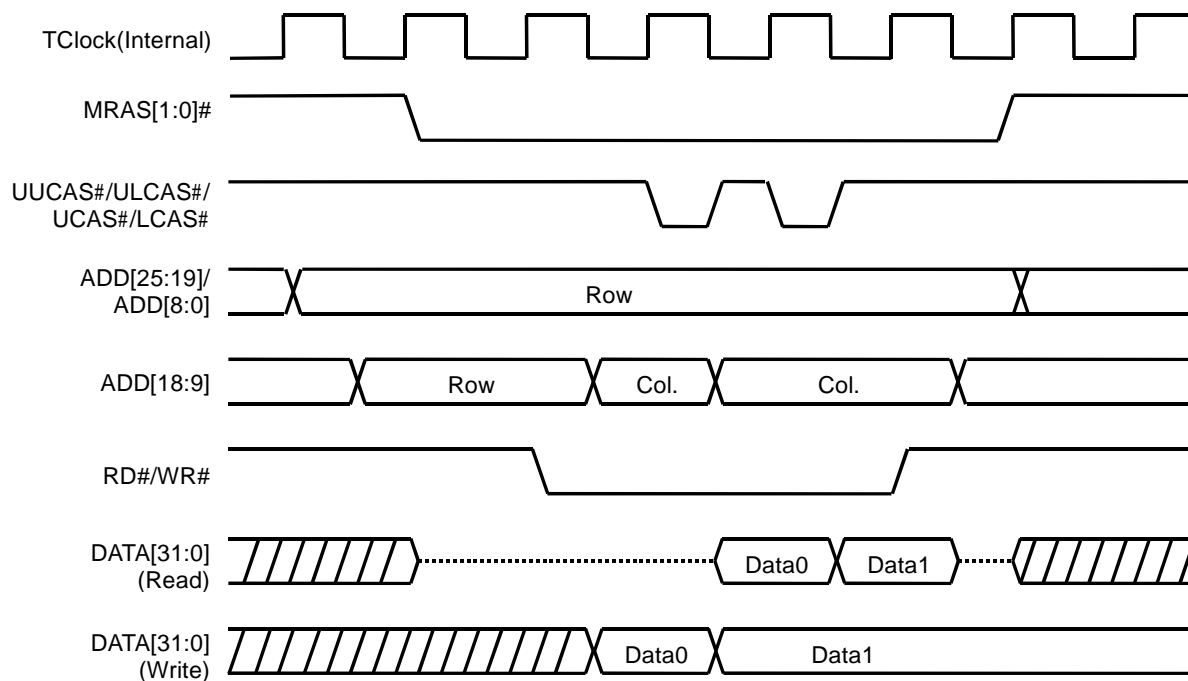 TClock(Internal)
MRAS[1:0]#
UUCAS#/ULCAS#/
UCAS#/LCAS#
ADD[25:19]/
ADD[8:0]
Row
ADD[18:9]
Row
Col.
Col.
RD#/WR#
DATA[31:0]
(Read)
Data0
Data1
DATA[31:0]
(Write)
Data0
Data1